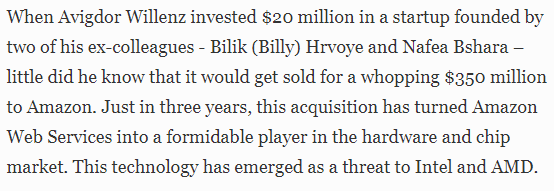 When Avigdor Willenz invested $20 million in a startup founded by
two of his ex-colleagues - Bilik (Billy) Hrvoye and Nafea Bshara –
little did he know that it would get sold for a whopping $350 million
to Amazon. Just in three years, this acquisition has turned Amazon
Web Services into a formidable player in the hardware and chip
market. This technology has emerged as a threat to Intel and AMD.